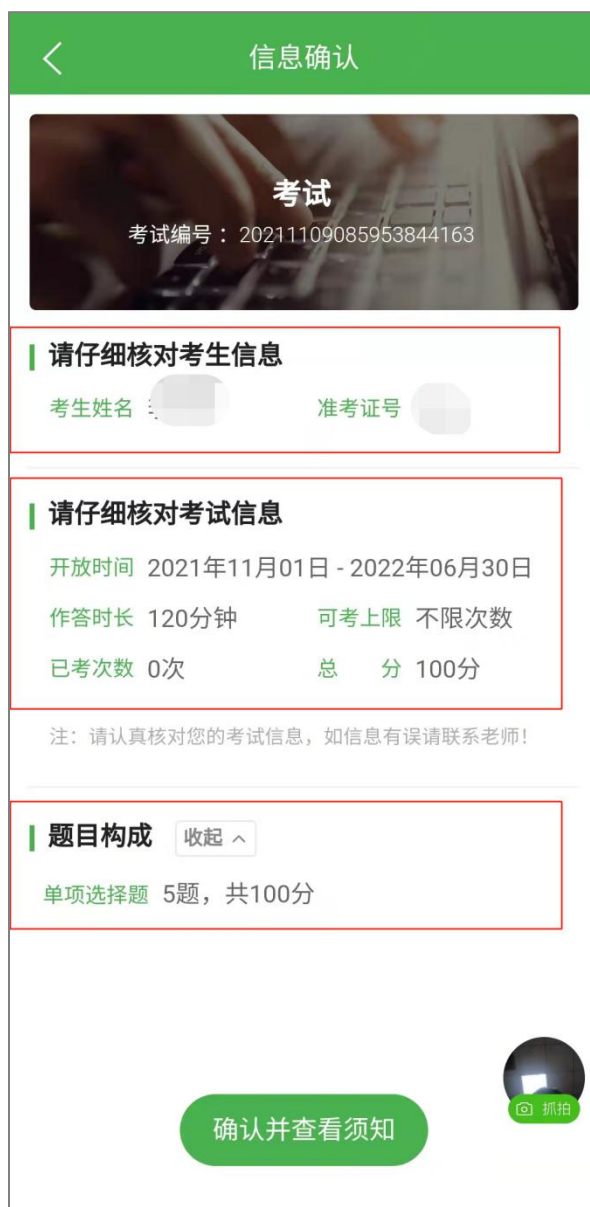 信息确认
考试
考试编号：20211109085953844163
请仔细核对考生信息
考生姓名 准考证号
请仔细核对考试信息
开放时间 2021年11月01日 - 2022年06月30日
作答时长 120分钟 可考上限 不限次数
已考次数 0次 总 分 100分
注：请认真核对您的考试信息，如信息有误请联系老师！
题目构成 收起
单项选择题 5题，共100分
抓拍
确认并查看须知